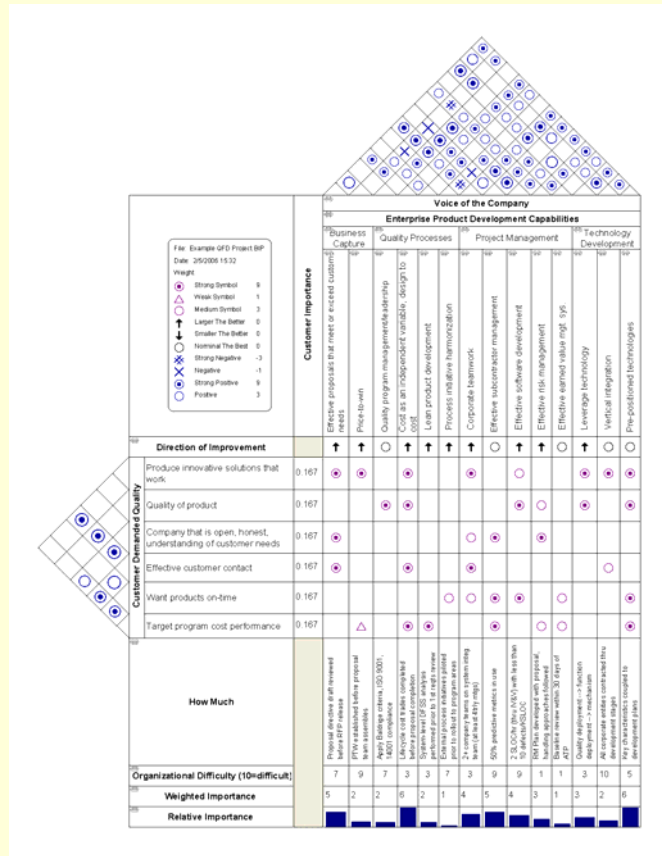 File: Example QFD Project BIP
Date: 2/5/2006 15:32
Weight
Strong Symbol 9
Weak Symbol 1
Medium Symbol 3
Larger The Better 0
Smaller The Better 0
Nominal The Best 0
Strong Negative -3
Negative -1
Strong Positive 9
Positive 3
Voice of the Company
Enterprise Product Development Capabilities
Business Capture
Quality Processes
Project Management
Technology Development
Customer Importance
Effective proposals that meet or exceed customer needs
Price-to-own
Quality program management/leadership
Cost as an independent variable, design to cost
Lean product development
Process initiative harmonization
Corporate teamwork
Effective subcontractor management
Effective software development
Effective risk management
Effective earned value mgt. sys.
Leverage technology
Vertical integration
Pre-positioned technologies
Direction of Improvement
Customer Demanded Quality
Produce innovative solutions that
work
0.167
Quality of product 0.167
Company that is open, honest,
understanding of customer needs
0.167
Effective customer contact 0.167
Want products on-time 0.167
Target program cost performance 0.167
How Much
Proposal directive draft reviewed
before RFP release
PTW established before proposal
team assembles
Apply Baldrige criteria, ISO 9001,
14001 compliance
Lifecycle cost trades completed
before proposal completion
System-level DFSS analysis
performed prior to 1st reqts review
External process initiatives piloted
prior to rollout to program areas
2+ company teams on system integ
team (at least 4/qrtly mtgs)
50% predictive metrics in use
2 SLOC/hr (thru IV&V) with less than
10 defects/KSLOC
RM Plan developed with proposal,
handling approaches followed
Baseline review within 30 days of
ATP
Quality deployment --> function
deployment --> mechanism
All corporate entities contracted thru
development stages
Key characteristics coupled to
development plans
Organizational Difficulty (10=difficult) 7 9 7 3 3 7 3 9 9 1 1 3 10 5
Weighted Importance 5 2 2 6 2 1 4 5 4 3 1 3 2 6
Relative Importance